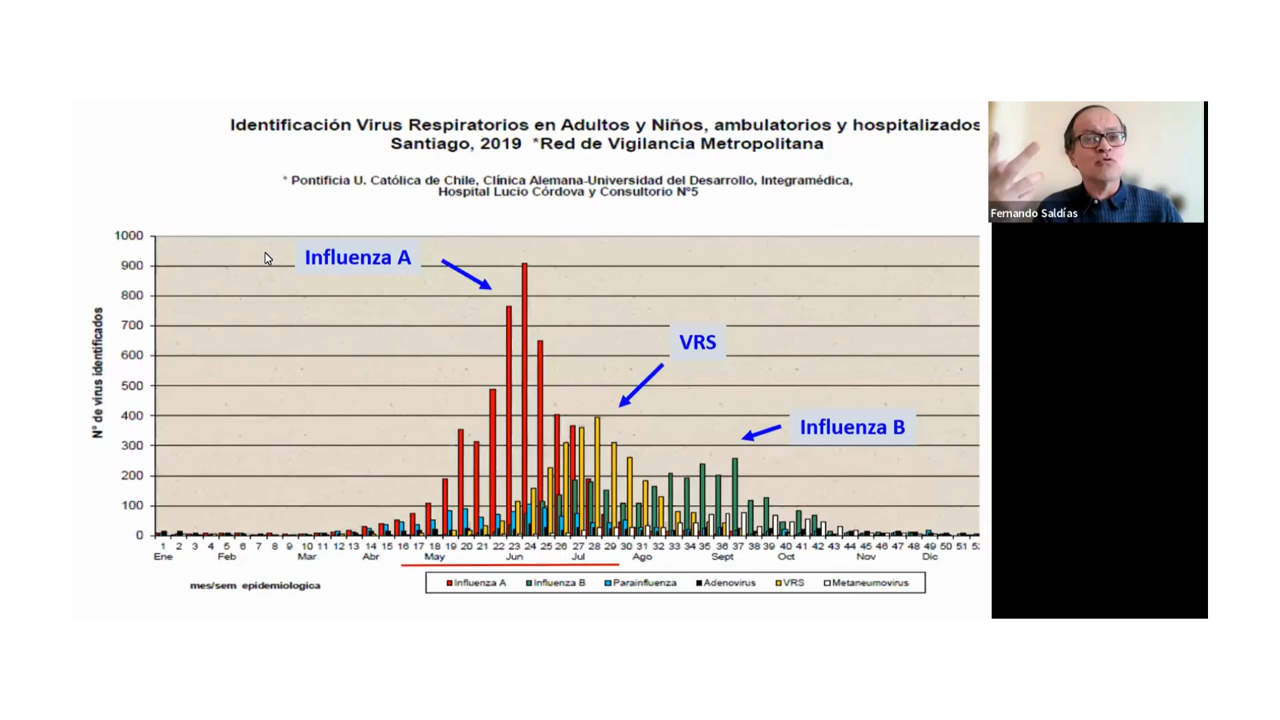 Identificación Virus Respiratorios en Adultos y Niños, ambulatorios y hospitalizados
Santiago, 2019 *Red de Vigilancia Metropolitana
* Pontificia U. Católica de Chile, Clínica Alemana-Universidad del Desarrollo, Integramédica,
Hospital Lucio Córdova y Consultorio N°5
Fernando Saldías
N° de virus identificados
1000
900
800
700
600
500
400
300
200
100
0
Influenza A
VRS
Influenza B
1 2 3 4 5 6 7 8 9 10 11 12 13 14 15 16 17 18 19 20 21 22 23 24 25 26 27 28 29 30 31 32 33 34 35 36 37 38 39 40 41 42 43 44 45 46 47 48 49 50 51
Ene Feb Mar Abr May Jun Jul Ago Sept Oct Nov Dic
mes/sem epidemiologica
Influenza A Influenza B Parainfluenza Adenovirus VRS Metaneumovirus